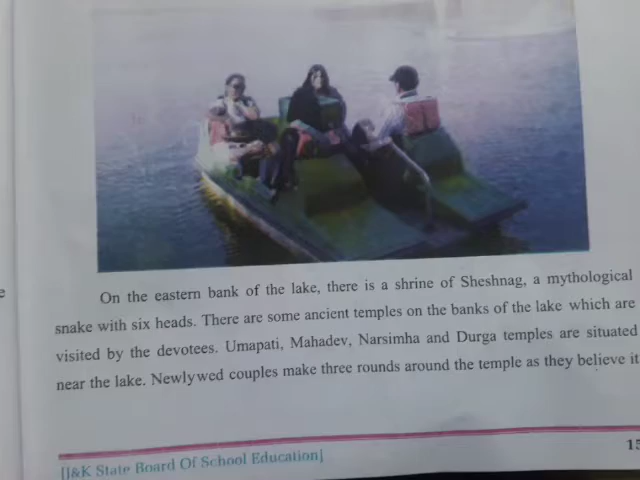 On the eastern bank of the lake, there is a shrine of Sheshnag, a mythological
snake with six heads. There are some ancient temples on the banks of the lake which are
visited by the devotees. Umapati, Mahadev, Narsimha and Durga temples are situated
near the lake. Newlywed couples make three rounds around the temple as they believe it
[J&K State Board Of School Education]